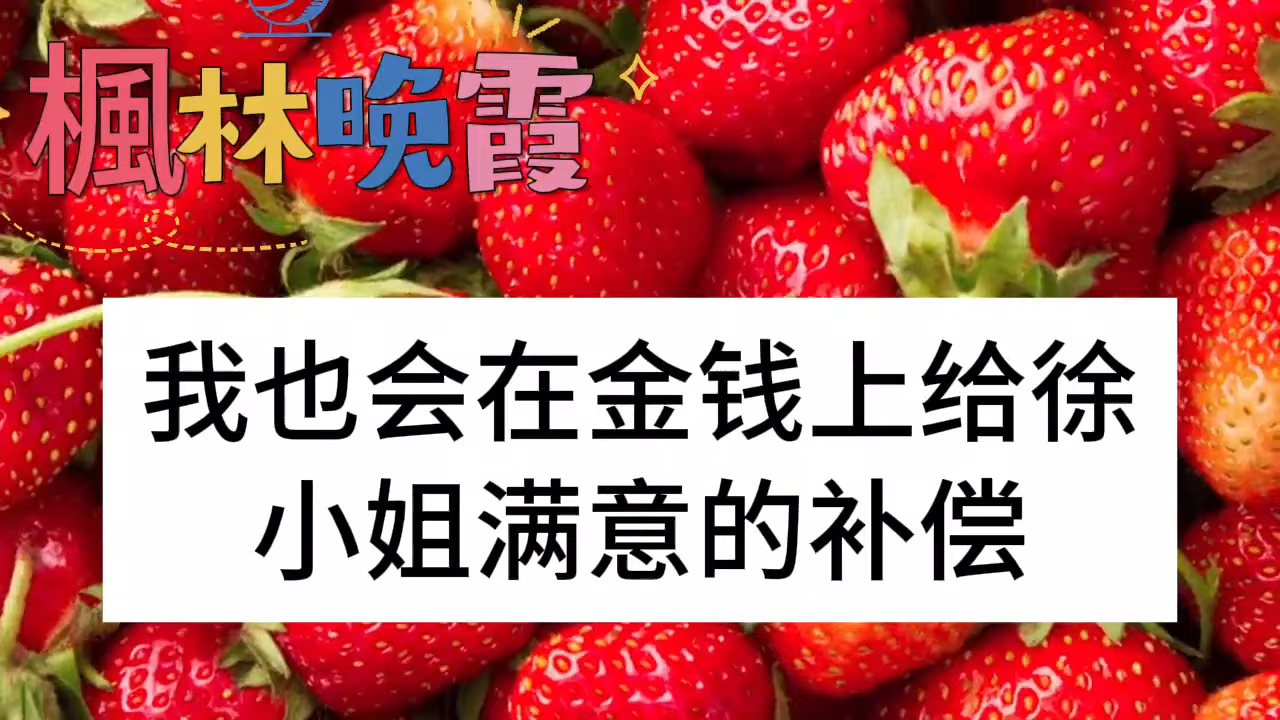 楓林晚霞
我也会在金钱上给徐
小姐满意的补偿